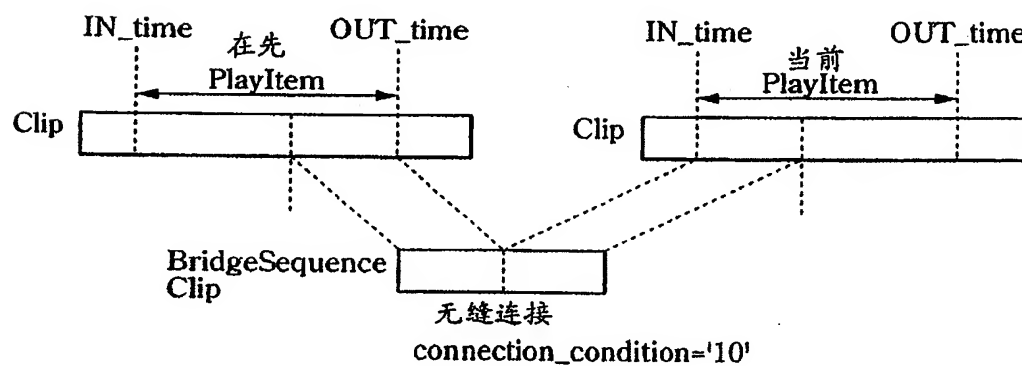 IN_time
在先
OUT_time
PlayItem
Clip
IN_time
当前
OUT_time
PlayItem
Clip
BridgeSequence
Clip
无缝连接
connection_condition='10'